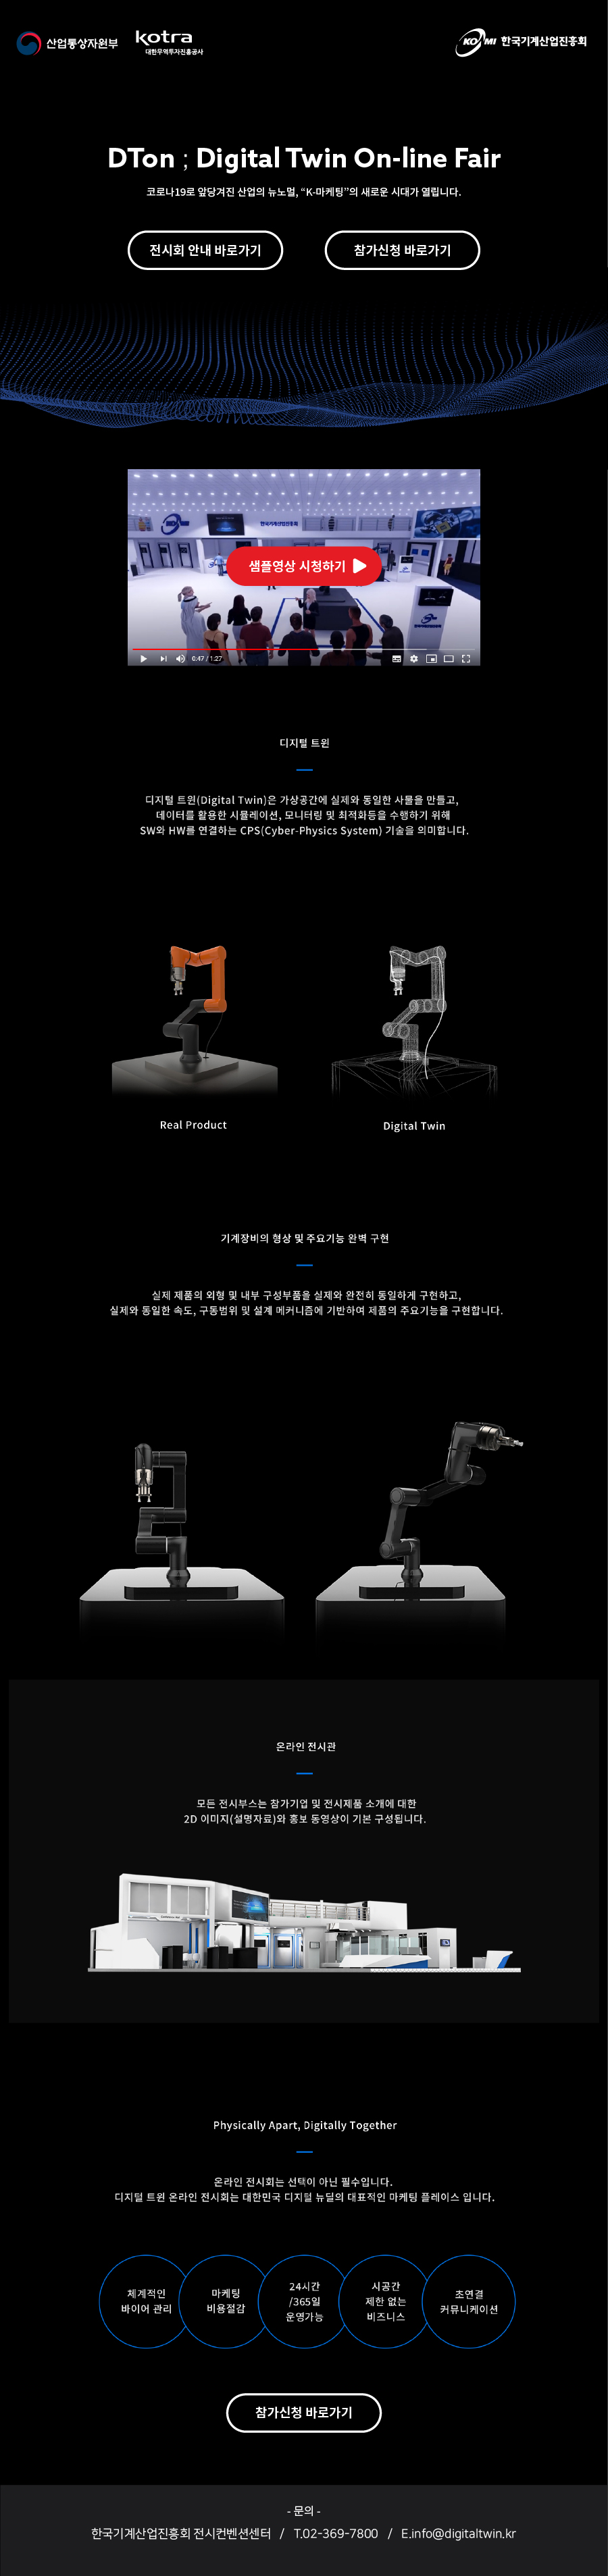 산업통상자원부
kotra
대한무역투자진흥공사
KOMI 한국기계산업진흥회
DTon ; Digital Twin On-line Fair
코로나19로 앞당겨진 산업의 뉴노멀, “K-마케팅”의 새로운 시대가 열립니다.
전시회 안내 바로가기
참가신청 바로가기
한국기계산업진흥회
샘플영상 시청하기
0:47 / 1:27
디지털 트윈
디지털 트윈(Digital Twin)은 가상공간에 실제와 동일한 사물을 만들고,
데이터를 활용한 시뮬레이션, 모니터링 및 최적화등을 수행하기 위해
SW와 HW를 연결하는 CPS(Cyber-Physics System) 기술을 의미합니다.
Real Product
Digital Twin
기계장비의 형상 및 주요기능 완벽 구현
실제 제품의 외형 및 내부 구성부품을 실제와 완전히 동일하게 구현하고,
실제와 동일한 속도, 구동범위 및 설계 메커니즘에 기반하여 제품의 주요기능을 구현합니다.
온라인 전시관
모든 전시부스는 참가기업 및 전시제품 소개에 대한
2D 이미지(설명자료)와 홍보 동영상이 기본 구성됩니다.
Physically Apart, Digitally Together
온라인 전시회는 선택이 아닌 필수입니다.
디지털 트윈 온라인 전시회는 대한민국 디지털 뉴딜의 대표적인 마케팅 플레이스 입니다.
체계적인
바이어 관리
마케팅
비용절감
24시간
/365일
운영가능
시공간
제한 없는
비즈니스
초연결
커뮤니케이션
참가신청 바로가기
- 문의 -
한국기계산업진흥회 전시컨벤션센터 / T.02-369-7800 / E.info@digitaltwin.kr